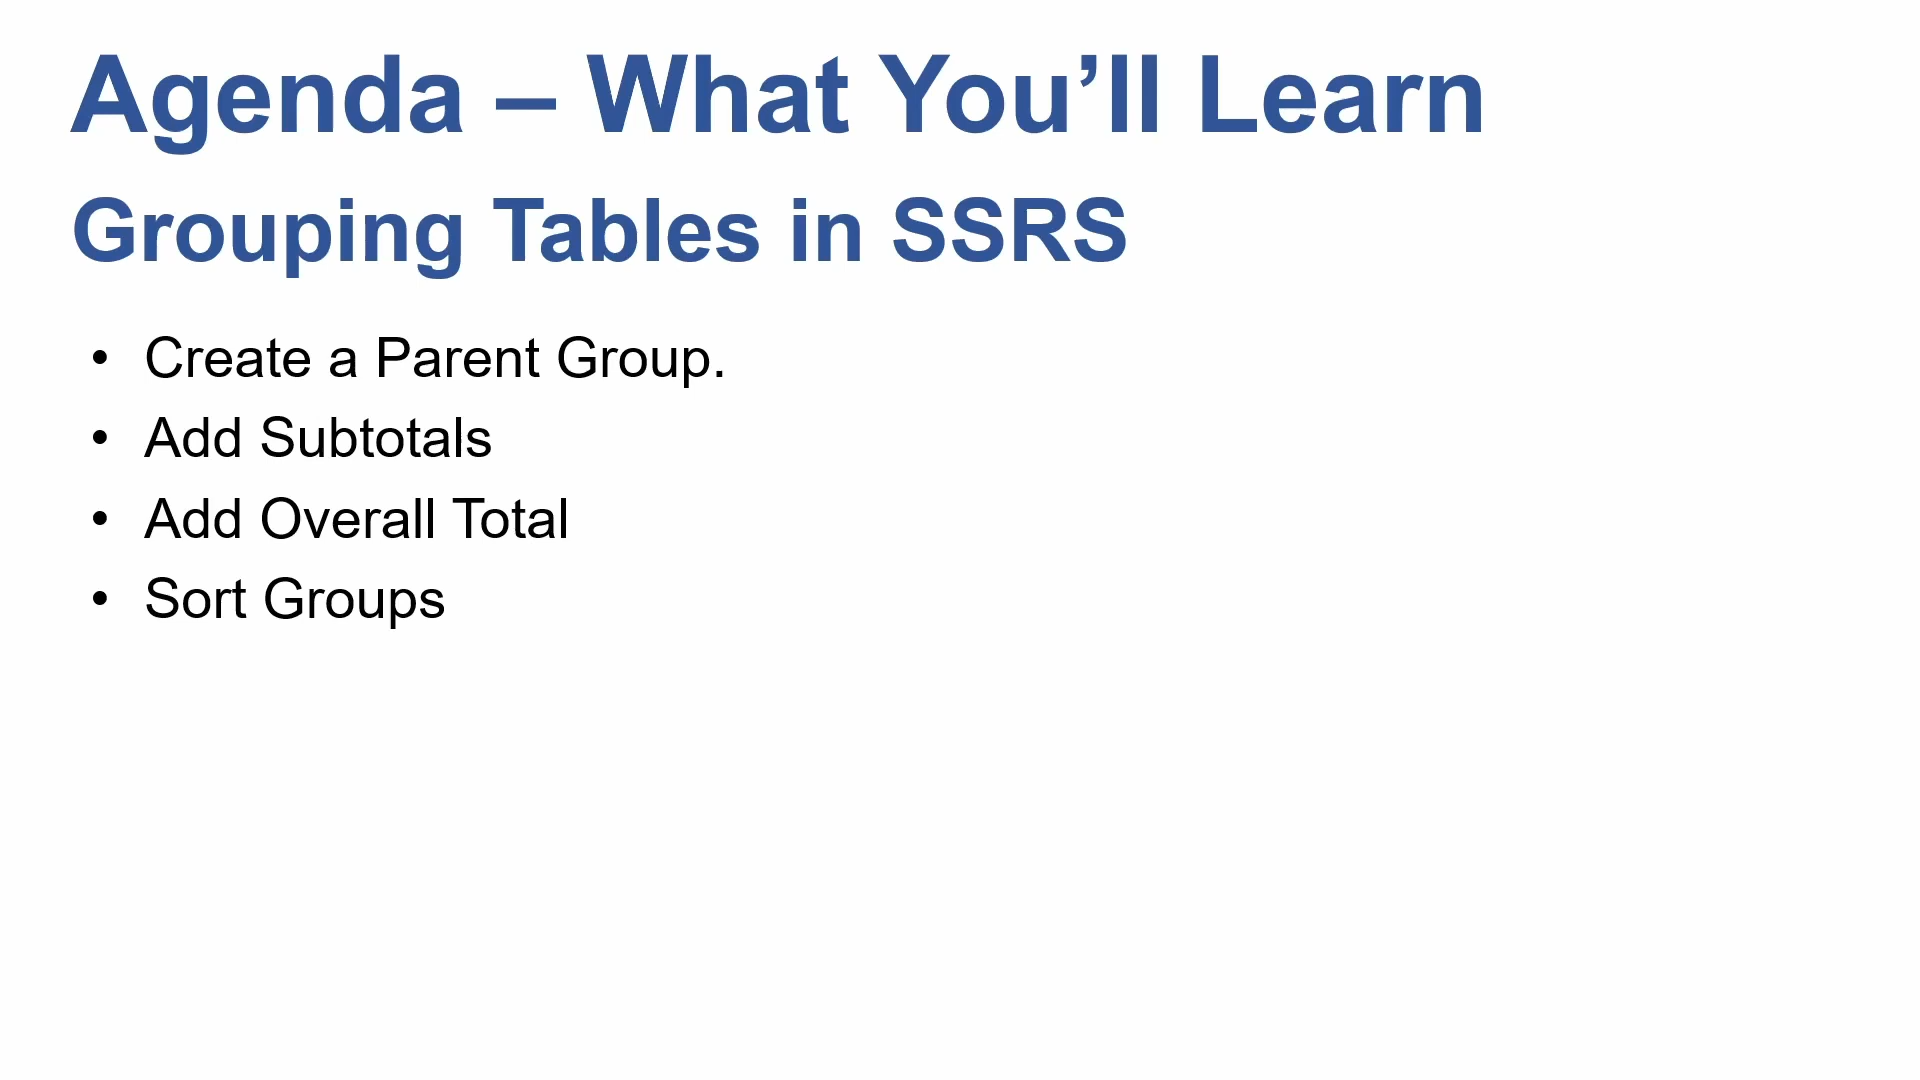 Agenda – What You’ll Learn
Grouping Tables in SSRS
• Create a Parent Group.
• Add Subtotals
• Add Overall Total
• Sort Groups